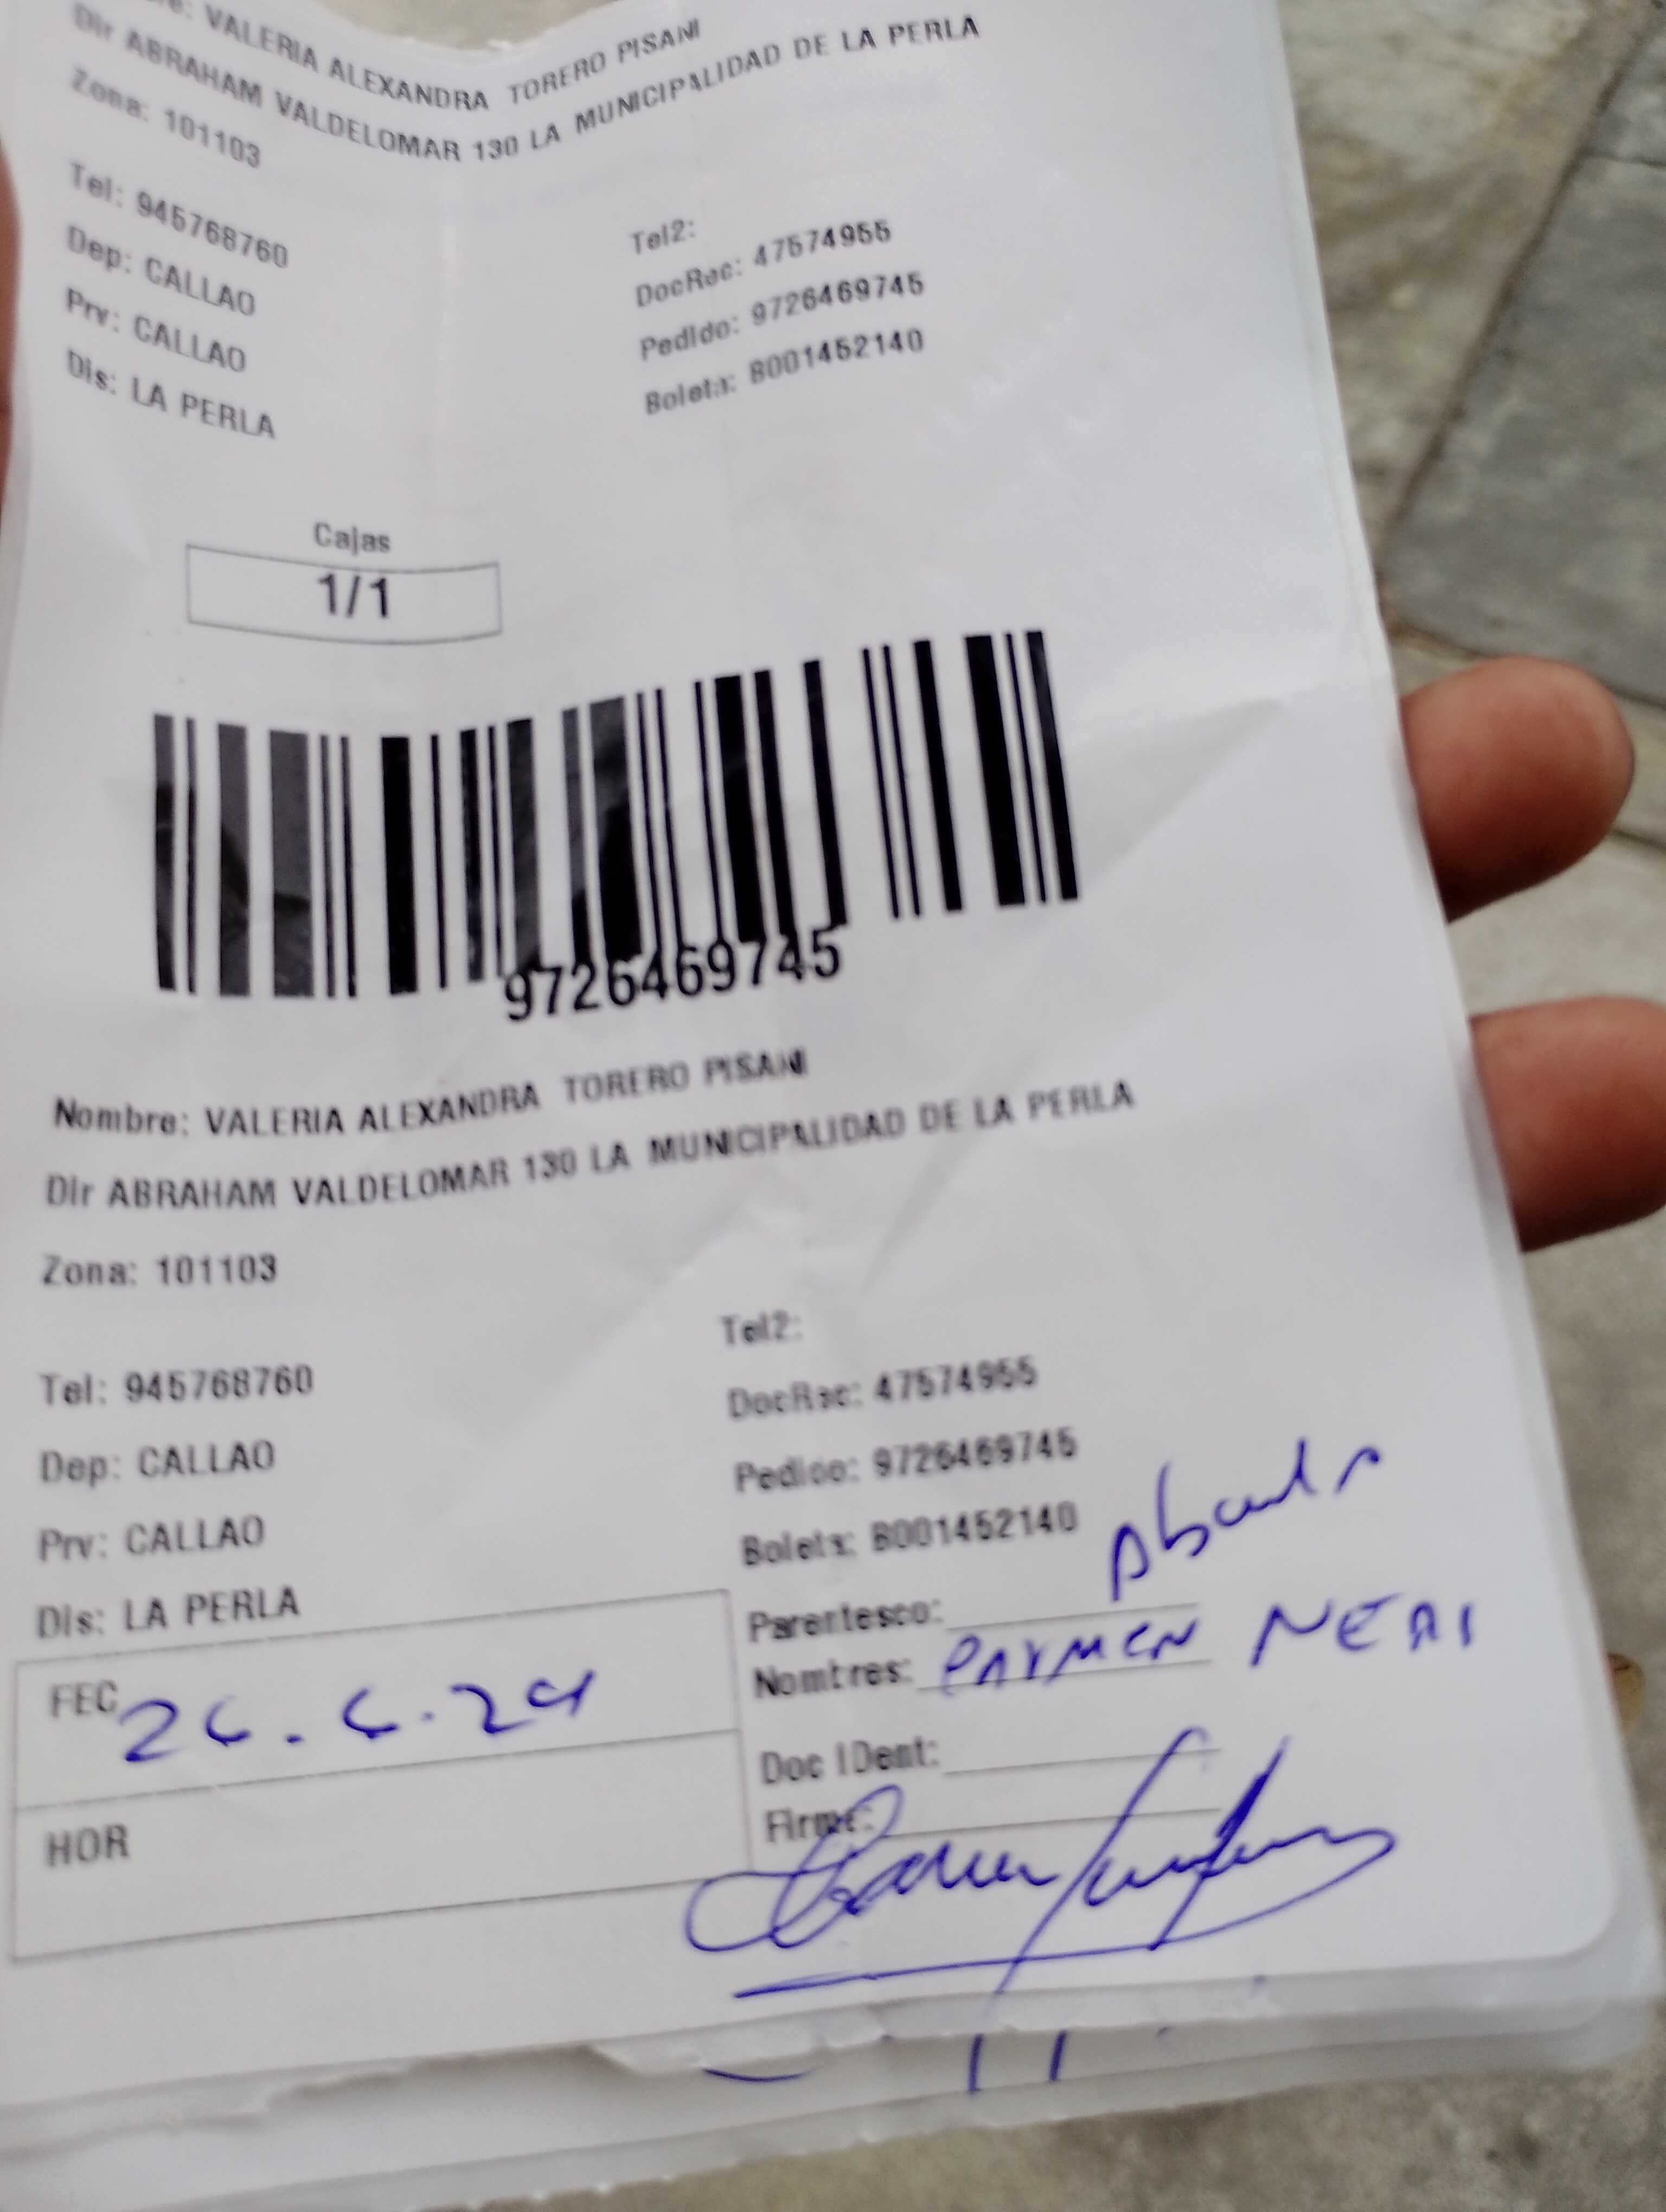 re: VALERIA ALEXANDRA TORERO PISANI
Dir ABRAHAM VALDELOMAR 130 LA MUNICIPALIDAD DE LA PERLA
Zona: 101103
Tel: 945768760
Tel2:
Dep: CALLAO
DocRec: 47574955
Prv: CALLAO
Pedido: 9726469745
Dis: LA PERLA
Boleta: B001452140
Cajas
1/1
9726469745
Nombre: VALERIA ALEXANDRA TORERO PISANI
Dir ABRAHAM VALDELOMAR 130 LA MUNICIPALIDAD DE LA PERLA
Zona: 101103
Tel2:
Tel: 945768760
DocRec: 47574955
Dep: CALLAO
Pedido: 9726469745
Prv: CALLAO
Boleta: B001452140
Dis: LA PERLA
Parentesco: Abuela
Nombres: NERI
FEC 26.6.24
Doc IDent:
Firma:
HOR